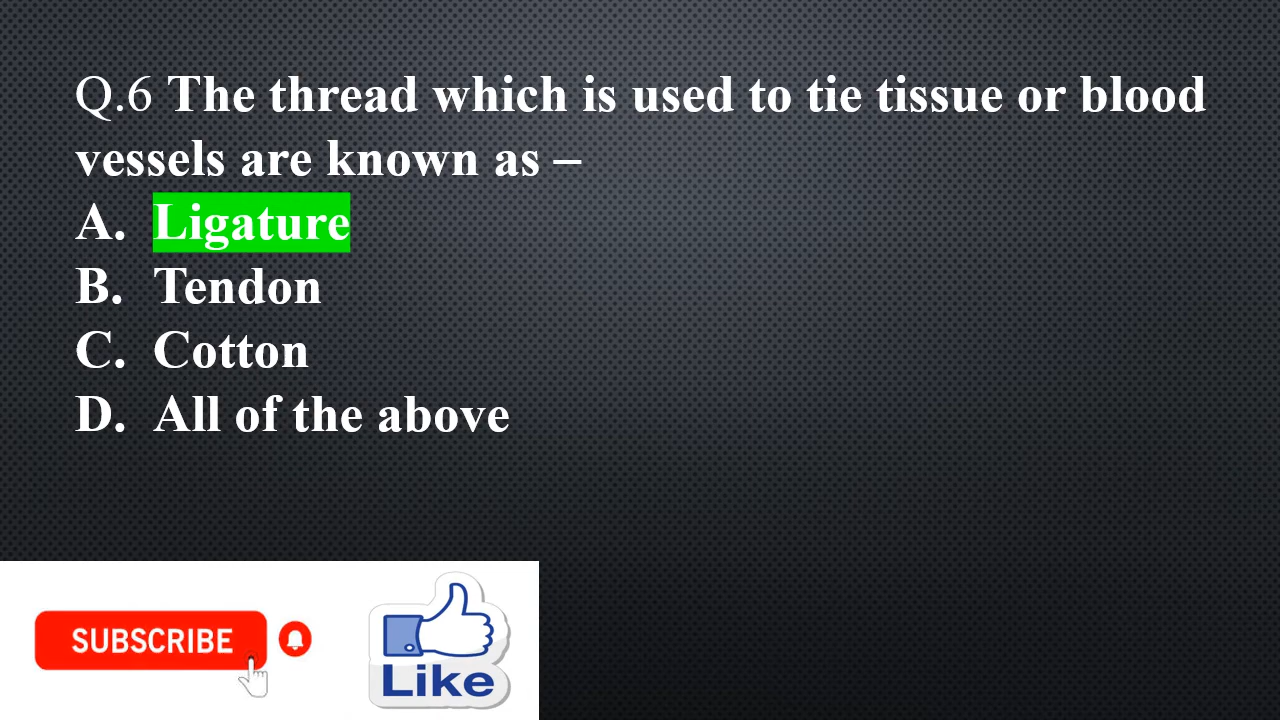 Q.6 The thread which is used to tie tissue or blood
vessels are known as –
A. Ligature
B. Tendon
C. Cotton
D. All of the above
SUBSCRIBE
Like